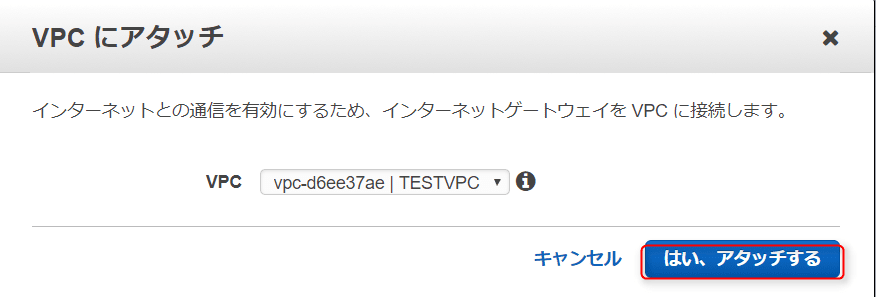 VPC にアタッチ
インターネットとの通信を有効にするため、インターネットゲートウェイを VPC に接続します。
VPC vpc-d6ee37ae | TESTVPC
キャンセル はい、アタッチする